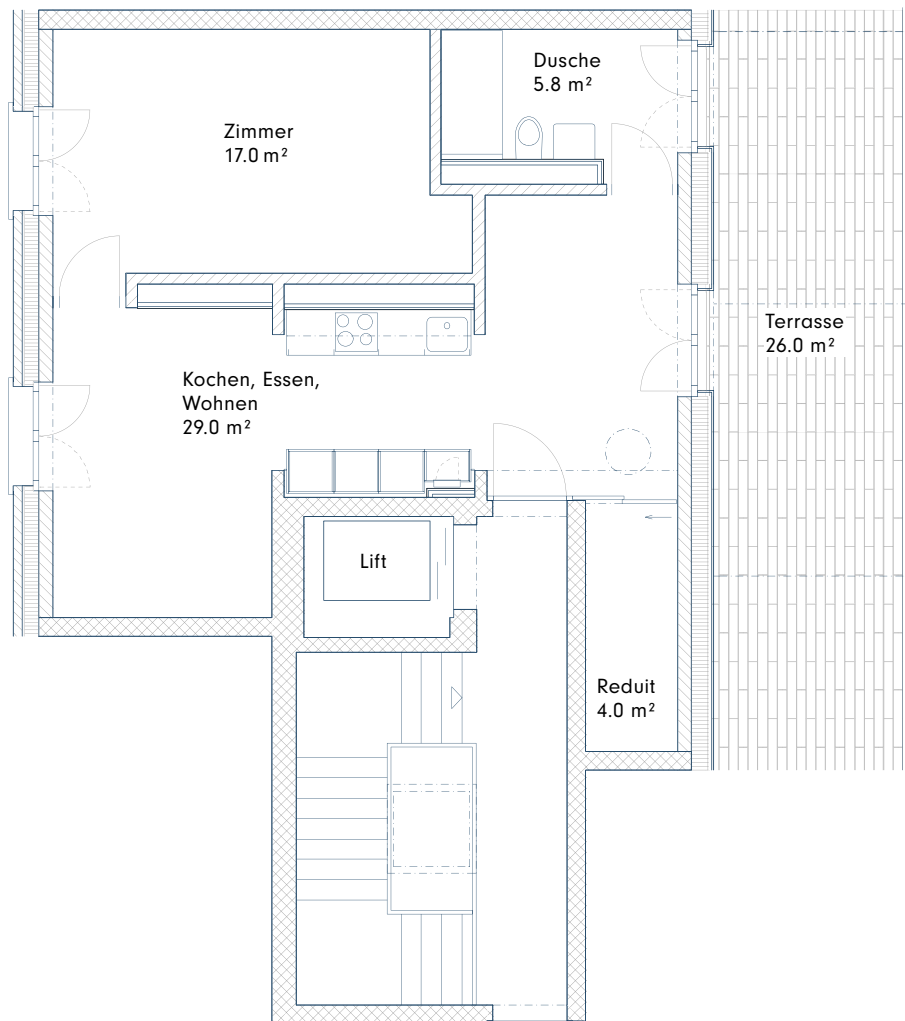 Dusche
5.8 m²
Zimmer
17.0 m²
Terrasse
26.0 m²
Kochen, Essen,
Wohnen
29.0 m²
Lift
Reduit
4.0 m²